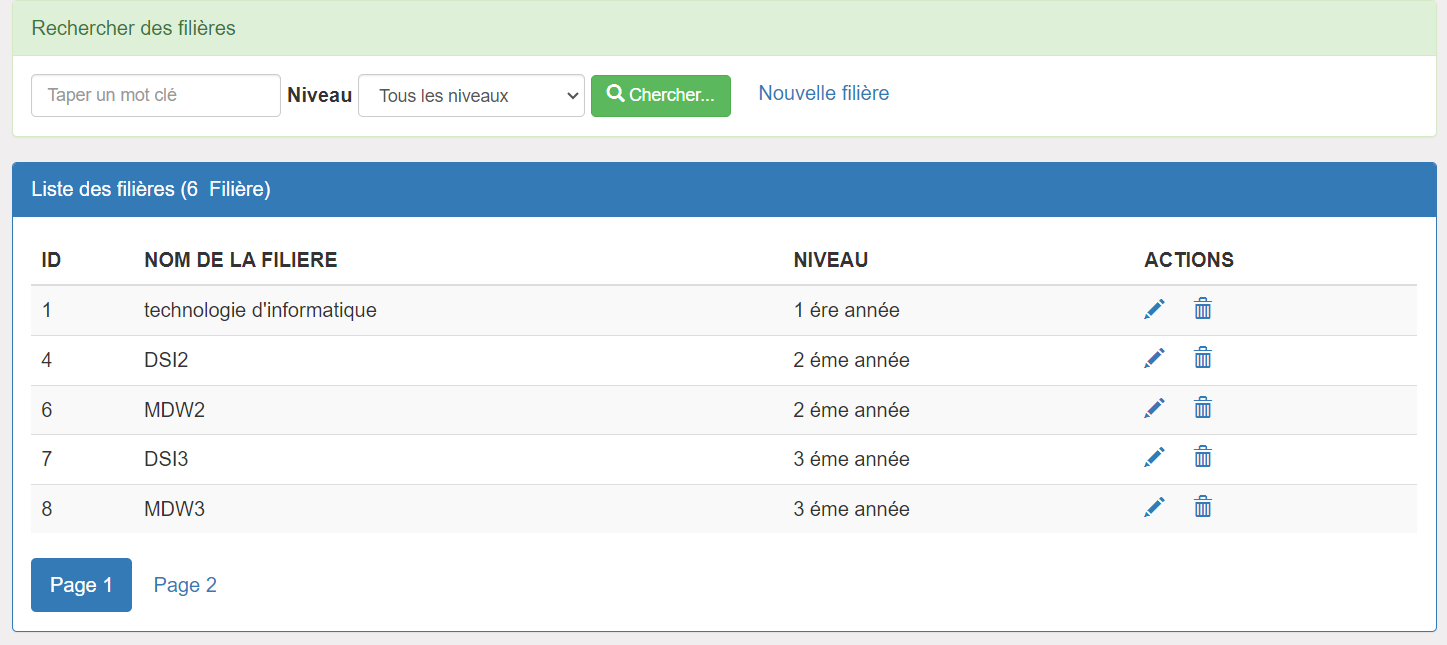 Rechercher des filières
Taper un mot clé Niveau Tous les niveaux Chercher... Nouvelle filière
Liste des filières (6 Filière)
ID NOM DE LA FILIERE NIVEAU ACTIONS
1 technologie d'informatique 1 ére année
4 DSI2 2 éme année
6 MDW2 2 éme année
7 DSI3 3 éme année
8 MDW3 3 éme année
Page 1 Page 2